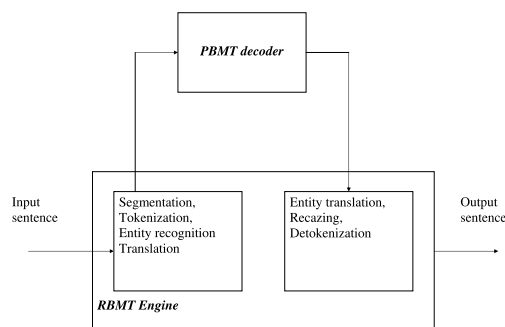 PBMT decoder
Input
sentence
Segmentation,
Tokenization,
Entity recognition
Translation
Entity translation,
Recazing,
Detokenization
Output
sentence
RBMT Engine